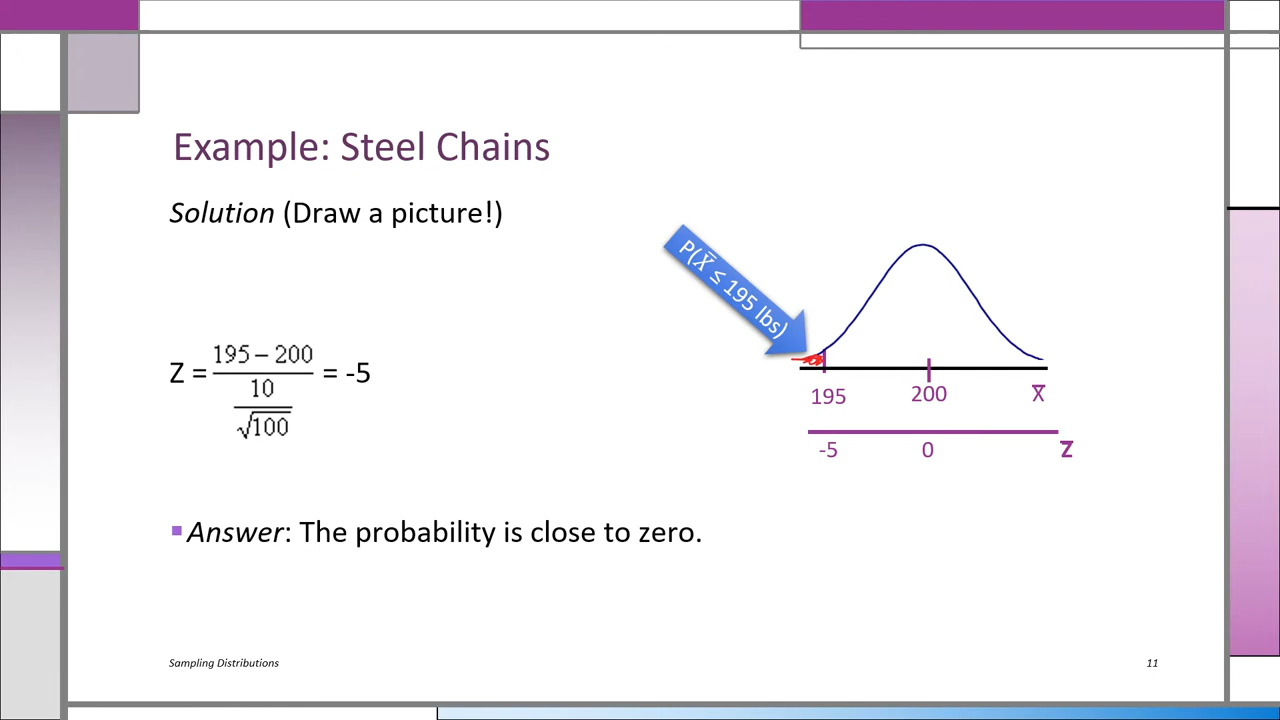 Example: Steel Chains
Solution (Draw a picture!)
P(X̅ ≤ 195 lbs)
Z = (195 – 200) / (10 / √100) = -5
195 200 X̅
-5 0 Z
Answer: The probability is close to zero.
Sampling Distributions 11